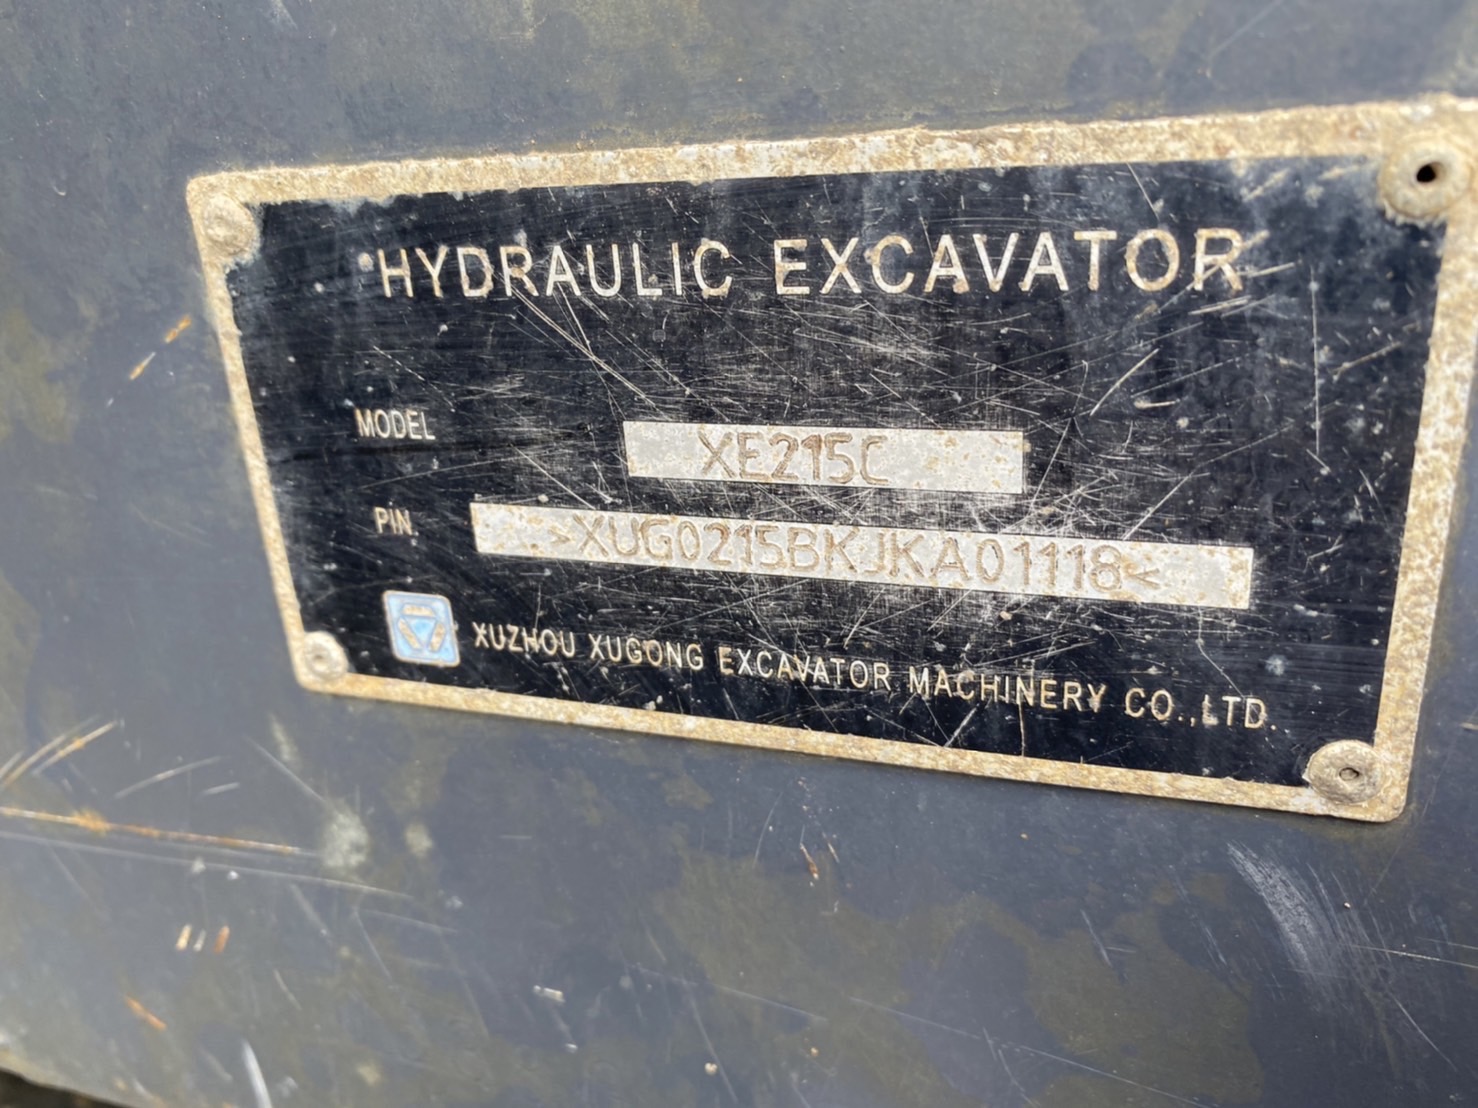 HYDRAULIC EXCAVATOR
MODEL XE215C
PIN >XUG0215BKJKA01118<
XUZHOU XUGONG EXCAVATOR MACHINERY CO.,LTD.